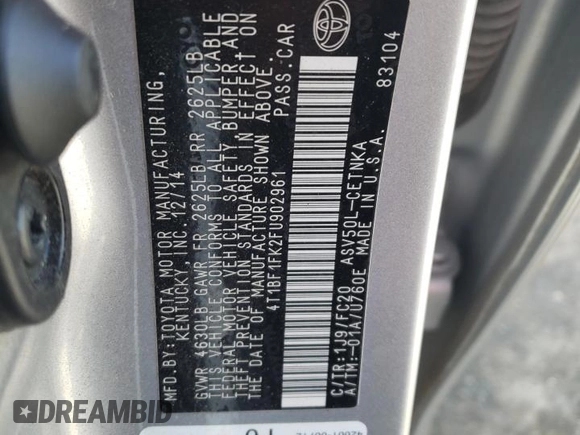 MFD.BY:TOYOTA MOTOR MANUFACTURING,
KENTUCKY, INC. 12/14
GVWR 4630LB GAWR FR 2625LB RR 2625LB
THIS VEHICLE CONFORMS TO ALL APPLICABLE
FEDERAL MOTOR VEHICLE SAFETY BUMPER, AND
THEFT PREVENTION STANDARDS IN EFFECT ON
THE DATE OF MANUFACTURE SHOWN ABOVE.
4T1BF1FK2FU902961 PASS.CAR
C/TR:1J9/FC20 ASV50L-CETNKA
A/TM:-01A/U760E MADE IN U.S.A.
83104
AUTOBIDMASTER